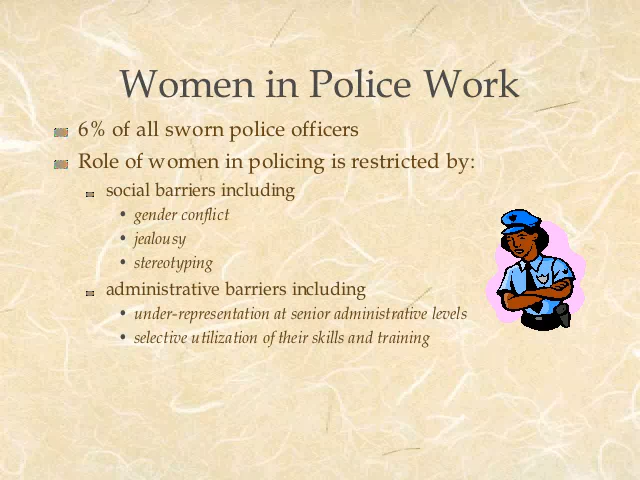 Women in Police Work
6% of all sworn police officers
Role of women in policing is restricted by:
social barriers including
• gender conflict
• jealousy
• stereotyping
administrative barriers including
• under-representation at senior administrative levels
• selective utilization of their skills and training